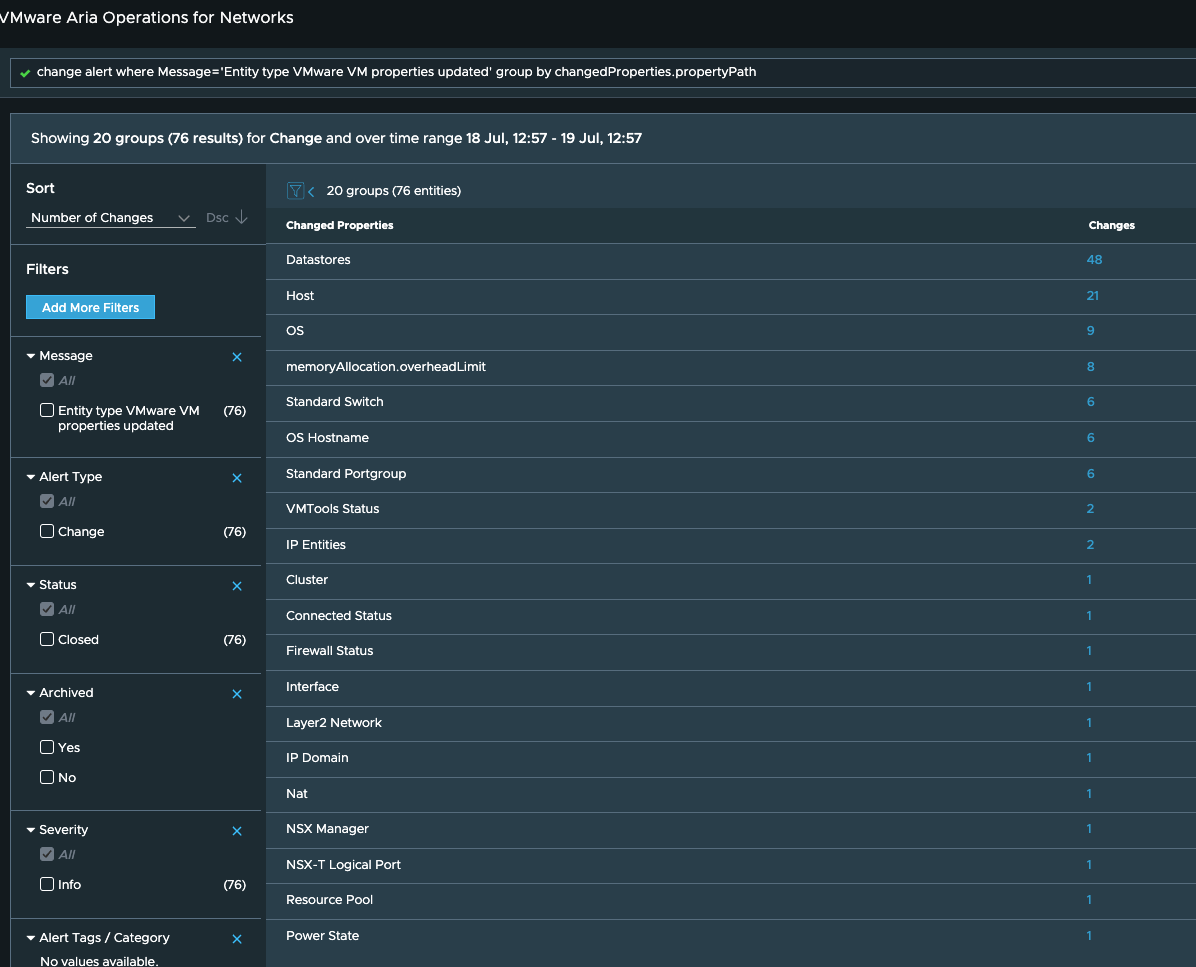 VMware Aria Operations for Networks
change alert where Message='Entity type VMware VM properties updated' group by changedProperties.propertyPath
Showing 20 groups (76 results) for Change and over time range 18 Jul, 12:57 - 19 Jul, 12:57
Sort
Number of Changes Dsc
Filters
Add More Filters
Message
All
Entity type VMware VM (76)
properties updated
Alert Type
All
Change (76)
Status
All
Closed (76)
Archived
All
Yes
No
Severity
All
Info (76)
Alert Tags / Category
No values available.
20 groups (76 entities)
Changed Properties Changes
Datastores 48
Host 21
OS 9
memoryAllocation.overheadLimit 8
Standard Switch 6
OS Hostname 6
Standard Portgroup 6
VMTools Status 2
IP Entities 2
Cluster 1
Connected Status 1
Firewall Status 1
Interface 1
Layer2 Network 1
IP Domain 1
Nat 1
NSX Manager 1
NSX-T Logical Port 1
Resource Pool 1
Power State 1